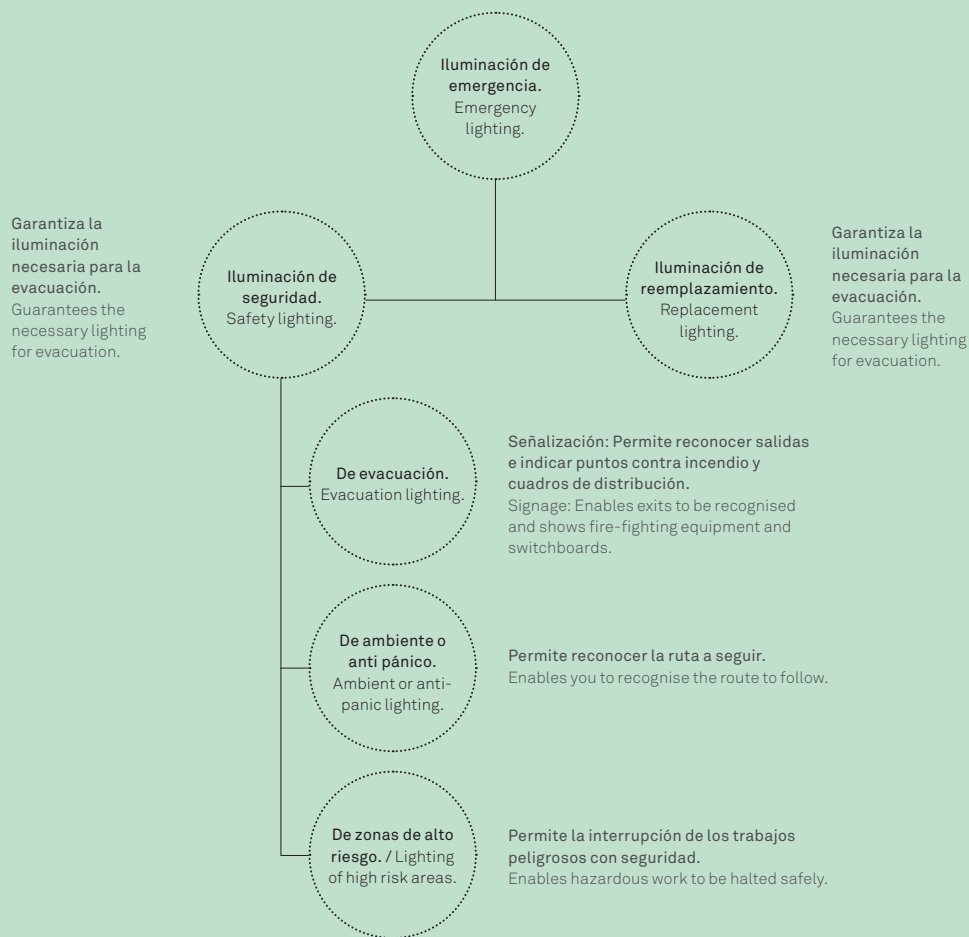 Iluminación de
emergencia.
Emergency
lighting.
Garantiza la
iluminación
necesaria para la
evacuación.
Guarantees the
necessary lighting
for evacuation.
Iluminación de
seguridad.
Safety lighting.
Iluminación de
reemplazamiento.
Replacement
lighting.
Garantiza la
iluminación
necesaria para la
evacuación.
Guarantees the
necessary lighting
for evacuation.
De evacuación.
Evacuation lighting.
Señalización: Permite reconocer salidas
e indicar puntos contra incendio y
cuadros de distribución.
Signage: Enables exits to be recognised
and shows fire-fighting equipment and
switchboards.
De ambiente o
anti pánico.
Ambient or anti-
panic lighting.
Permite reconocer la ruta a seguir.
Enables you to recognise the route to follow.
De zonas de alto
riesgo. / Lighting
of high risk areas.
Permite la interrupción de los trabajos
peligrosos con seguridad.
Enables hazardous work to be halted safely.